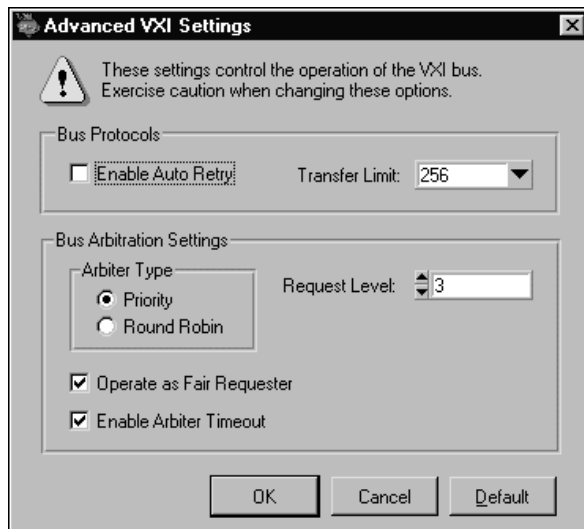 Advanced VXI Settings
These settings control the operation of the VXI bus.
Exercise caution when changing these options.
Bus Protocols
Enable Auto Retry
Transfer Limit: 256
Bus Arbitration Settings
Arbiter Type
Priority
Round Robin
Request Level: 3
Operate as Fair Requester
Enable Arbiter Timeout
OK Cancel Default